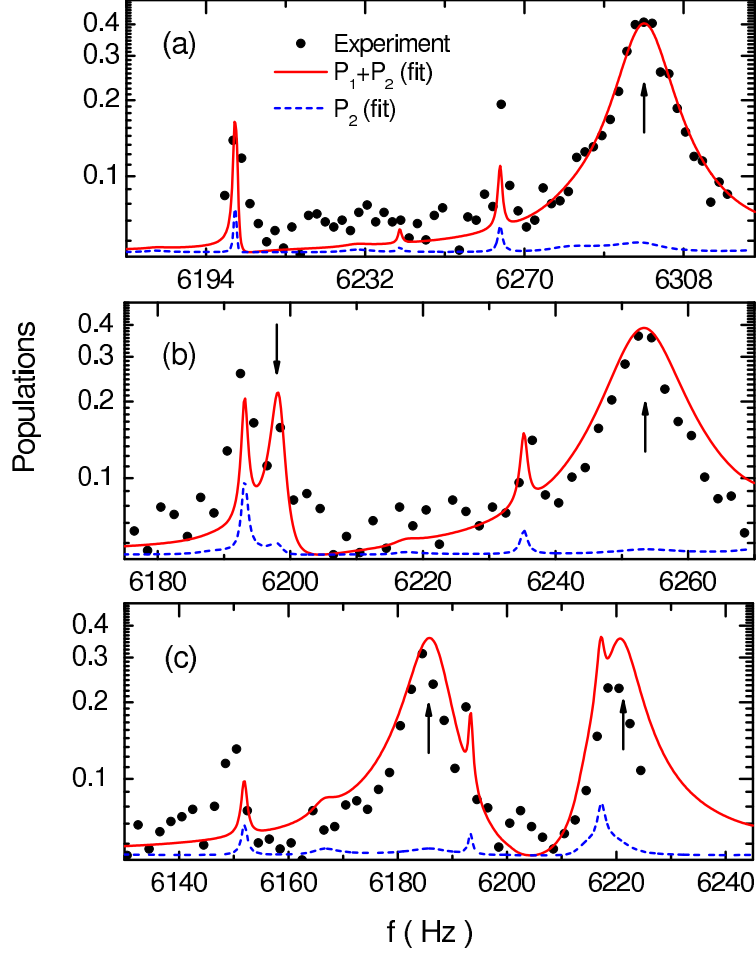 0.4
0.3
0.2
0.1
(a)
Experiment
P1+P2 (fit)
P2 (fit)
6194 6232 6270 6308
0.4
0.3
0.2
0.1
(b)
Populations
6180 6200 6220 6240 6260
0.4
0.3
0.2
0.1
(c)
6140 6160 6180 6200 6220 6240
f ( Hz )